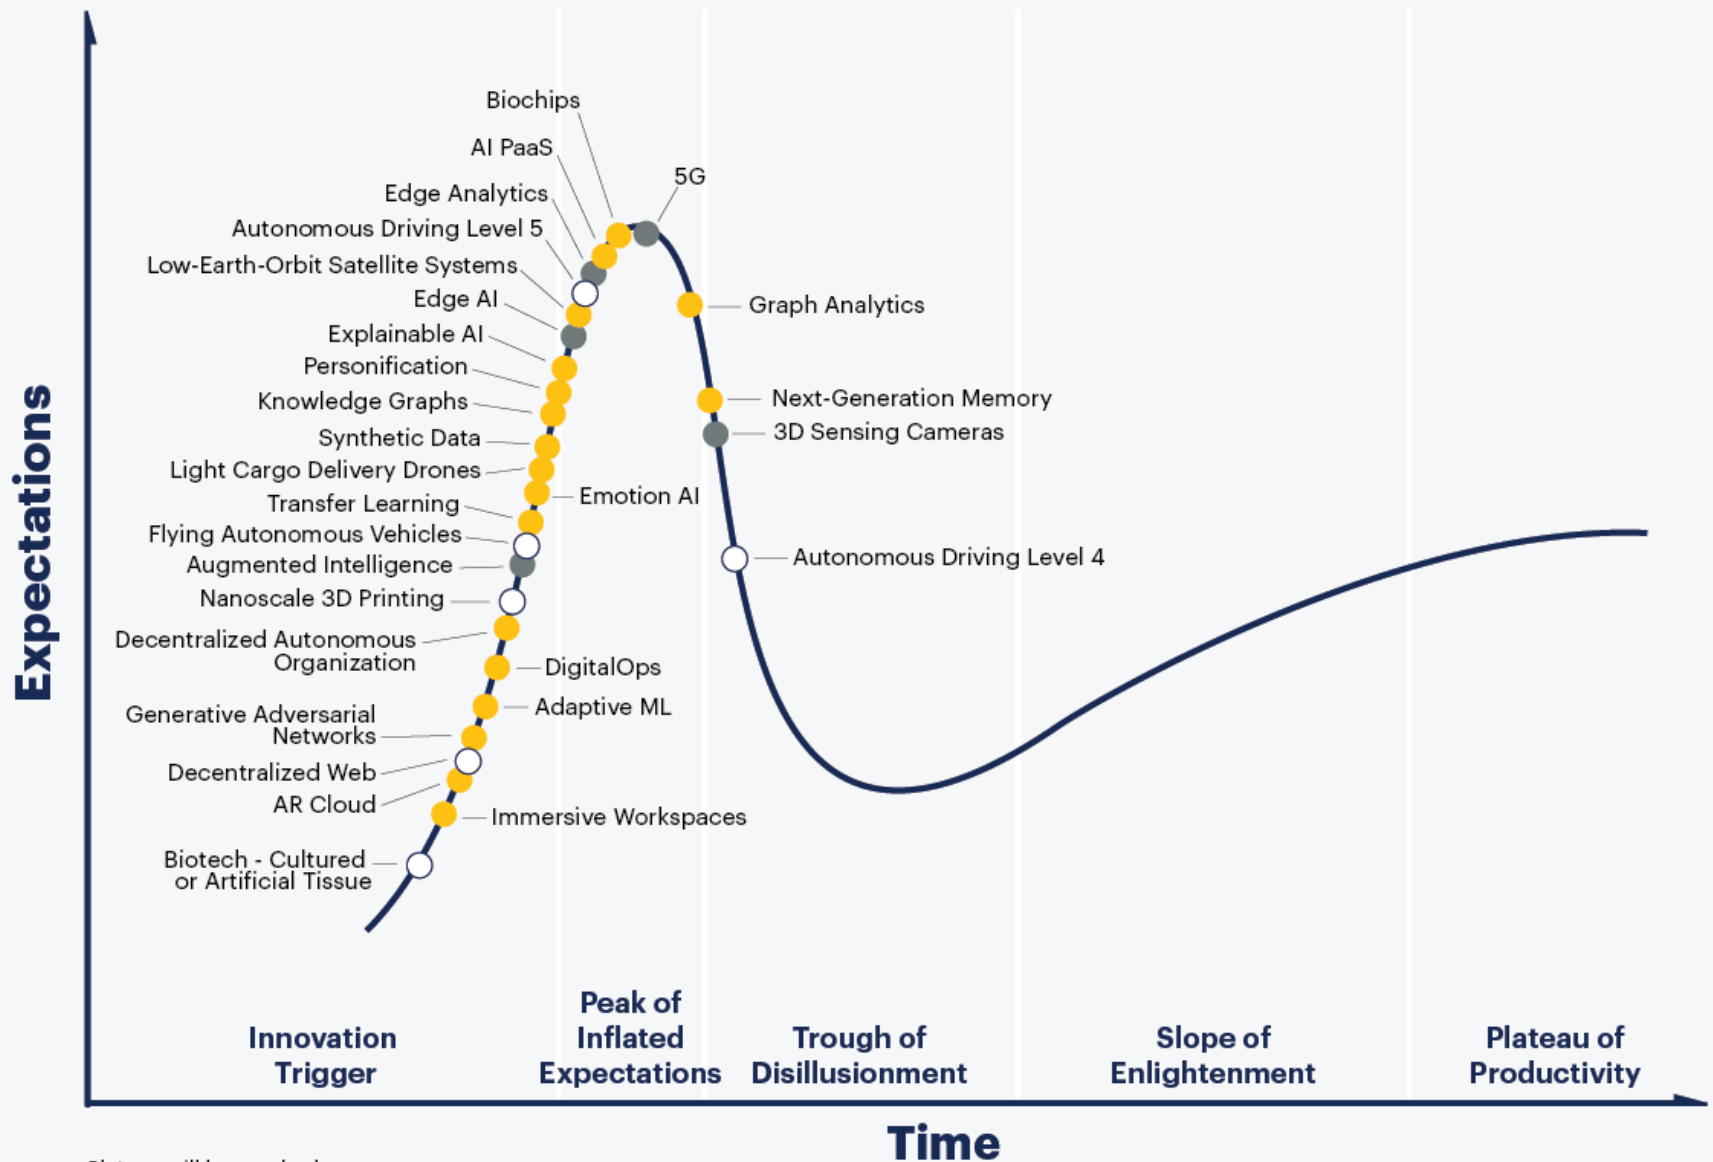 Biochips
AI PaaS
5G
Edge Analytics
Autonomous Driving Level 5
Low-Earth-Orbit Satellite Systems
Edge AI
Graph Analytics
Explainable AI
Personification
Knowledge Graphs
Next-Generation Memory
3D Sensing Cameras
Synthetic Data
Light Cargo Delivery Drones
Emotion AI
Transfer Learning
Flying Autonomous Vehicles
Autonomous Driving Level 4
Augmented Intelligence
Nanoscale 3D Printing
Decentralized Autonomous
Organization
DigitalOps
Adaptive ML
Generative Adversarial
Networks
Decentralized Web
AR Cloud
Immersive Workspaces
Biotech - Cultured
or Artificial Tissue
Expectations
Innovation
Trigger
Peak of
Inflated
Expectations
Trough of
Disillusionment
Slope of
Enlightenment
Plateau of
Productivity
Time